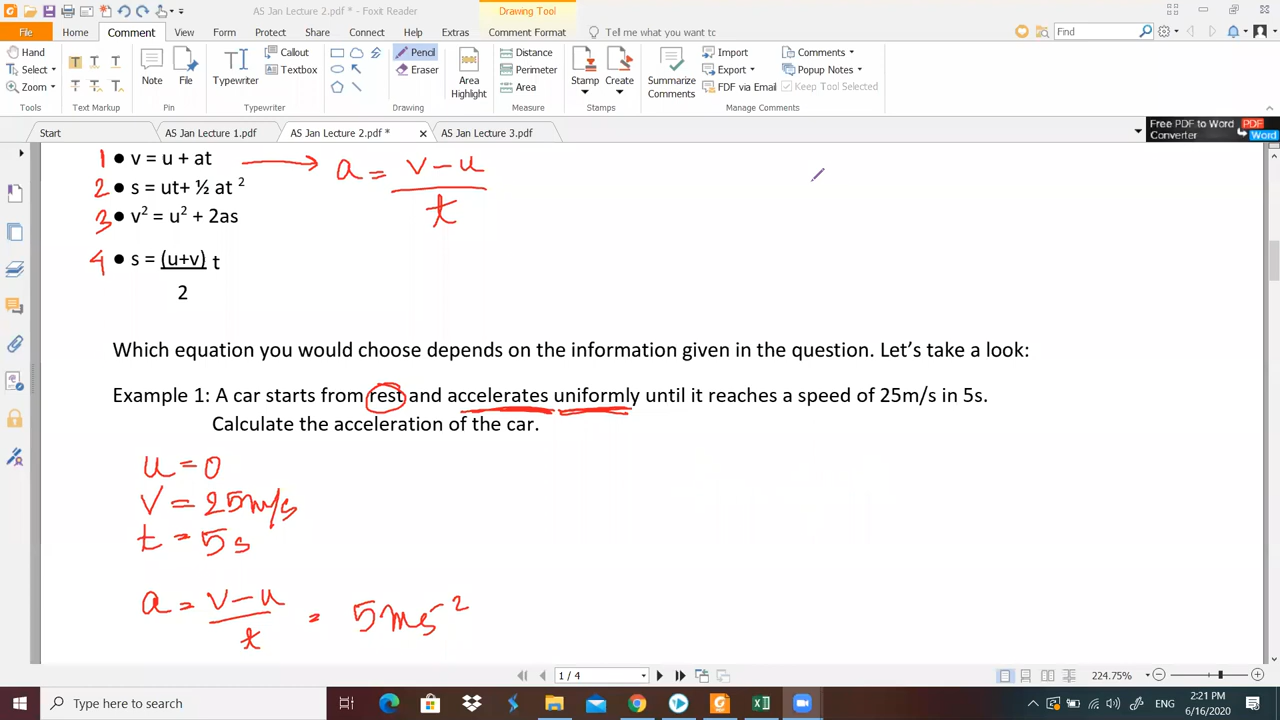 AS Jan Lecture 2.pdf * - Foxit Reader
Drawing Tool
File Home Comment View Form Protect Share Connect Help Extras Comment Format Tell me what you want tc Find
Hand Select Zoom Note File Typewriter Callout Textbox Pencil Eraser Area Highlight Distance Perimeter Area Stamp Create Summarize Comments Import Export FDF via Email Comments Popup Notes Keep Tool Selected
Tools Text Markup Pin Typewriter Drawing Measure Stamps Manage Comments
Start AS Jan Lecture 1.pdf AS Jan Lecture 2.pdf * AS Jan Lecture 3.pdf Free PDF to Word Converter PDF Word
1 ● v = u + at → a = v - u / t
2 ● s = ut+ ½ at ²
3 ● v² = u² + 2as
4 ● s = (u+v) t
2
Which equation you would choose depends on the information given in the question. Let’s take a look:
Example 1: A car starts from rest and accelerates uniformly until it reaches a speed of 25m/s in 5s.
Calculate the acceleration of the car.
u = 0
v = 25m/s
t = 5s
a = v - u / t = 5ms⁻²
1 / 4 224.75%
Type here to search ENG 2:21 PM
6/16/2020